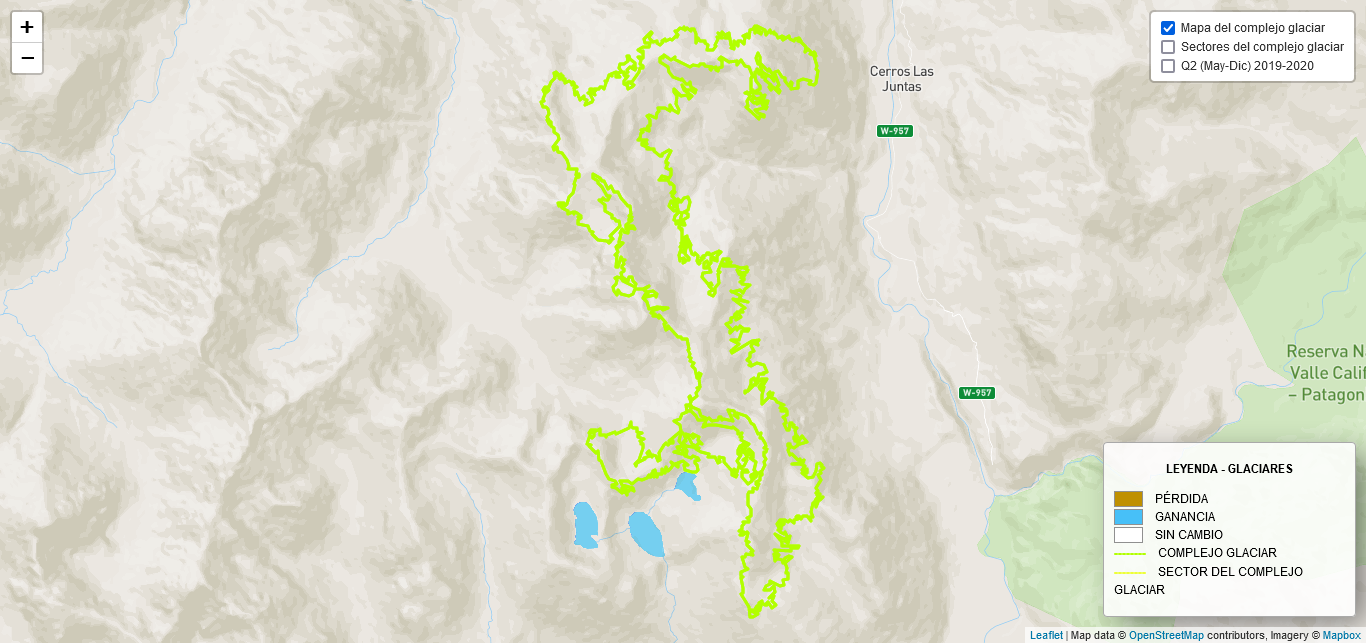 +
−
Mapa del complejo glaciar
Sectores del complejo glaciar
Q2 (May-Dic) 2019-2020
Cerros Las
Juntas
W-957
W-957
Reserva N
Valle Calif
– Patagon
LEYENDA - GLACIARES
PÉRDIDA
GANANCIA
SIN CAMBIO
COMPLEJO GLACIAR
SECTOR DEL COMPLEJO
GLACIAR
Leaflet | Map data © OpenStreetMap contributors, Imagery © Mapbox